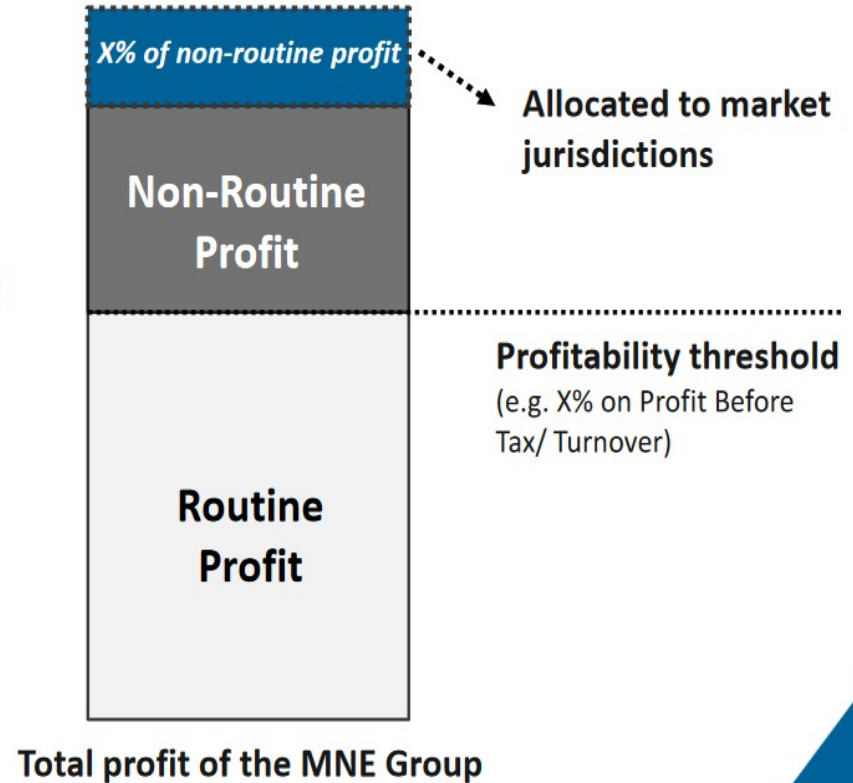 X% of non-routine profit
Allocated to market
jurisdictions
Non-Routine
Profit
Profitability threshold
(e.g. X% on Profit Before
Tax/ Turnover)
Routine
Profit
Total profit of the MNE Group